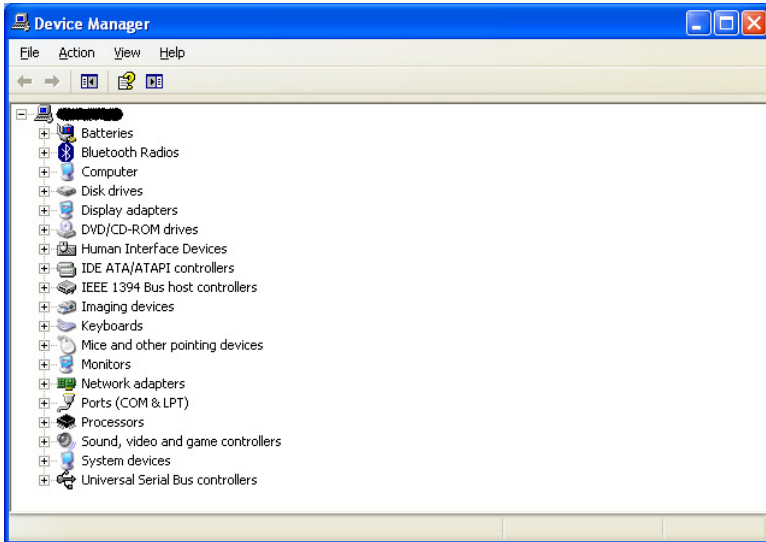 Device Manager
File Action View Help
Batteries
Bluetooth Radios
Computer
Disk drives
Display adapters
DVD/CD-ROM drives
Human Interface Devices
IDE ATA/ATAPI controllers
IEEE 1394 Bus host controllers
Imaging devices
Keyboards
Mice and other pointing devices
Monitors
Network adapters
Ports (COM & LPT)
Processors
Sound, video and game controllers
System devices
Universal Serial Bus controllers